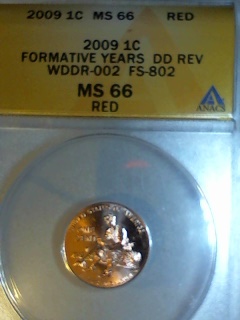 2009 1C MS 66 RED
2009 1C
FORMATIVE YEARS DD REV
WDDR-002 FS-802
MS 66
RED
ANACS